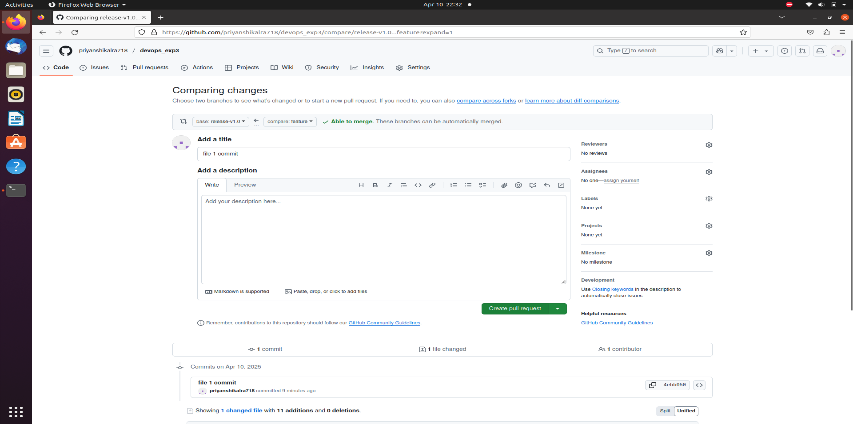 Activities
Firefox Web Browser
Apr 10 22:32
Comparing release-v1.0...
https://github.com/priyanshikalra718/devops_exp3/compare/release-v1.0...feature?expand=1
priyanshikalra718 / devops_exp3
Type / to search
Code
Issues
Pull requests
Actions
Projects
Wiki
Security
Insights
Settings
Comparing changes
Choose two branches to see what's changed or to start a new pull request. If you need to, you can also compare across forks or learn more about diff comparisons.
base: release-v1.0
compare: feature
Able to merge. These branches can be automatically merged.
Add a title
file 1 commit
Add a description
Write
Preview
Add your description here...
Markdown is supported
Paste, drop, or click to add files
Create pull request
Remember, contributions to this repository should follow our GitHub Community Guidelines.
Reviewers
No reviews
Assignees
No one—assign yourself
Labels
None yet
Projects
None yet
Milestone
No milestone
Development
Use Closing keywords in the description to
automatically close issues
Helpful resources
GitHub Community Guidelines
1 commit
1 file changed
1 contributor
Commits on Apr 10, 2025
file 1 commit
priyanshikalra718 committed 9 minutes ago
Showing 1 changed file with 11 additions and 0 deletions.
Split
Unified